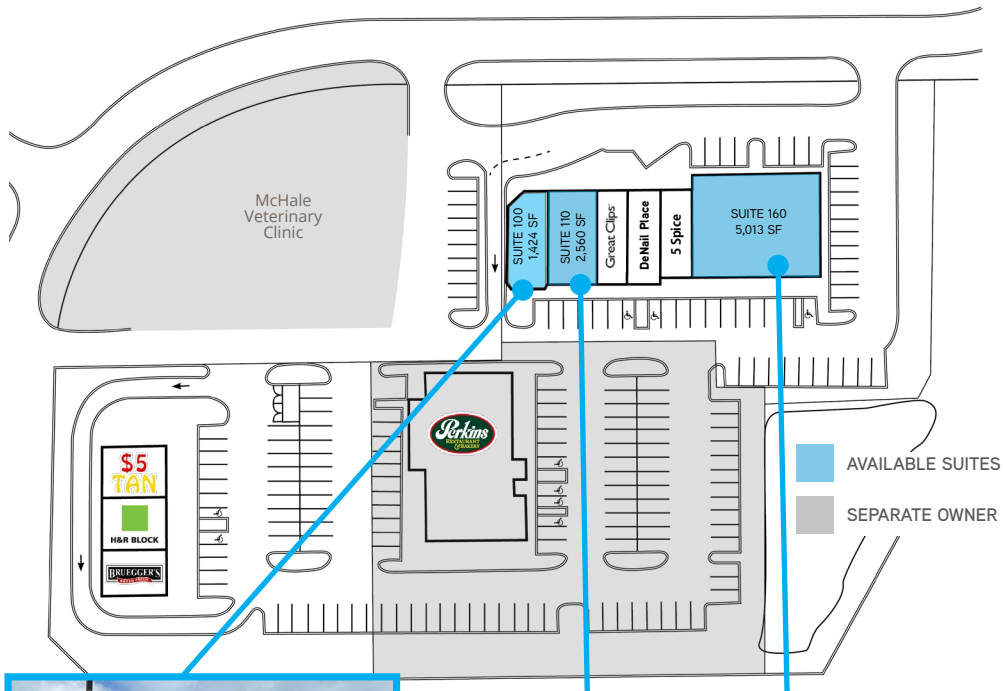 McHale
Veterinary
Clinic
SUITE 100
1,424 SF
SUITE 110
2,560 SF
Great Clips
DeNail Place
5 Spice
SUITE 160
5,013 SF
Perkins
RESTAURANT
& BAKERY
$5
TAN
H&R BLOCK
BRUEGGER'S
AVAILABLE SUITES
SEPARATE OWNER